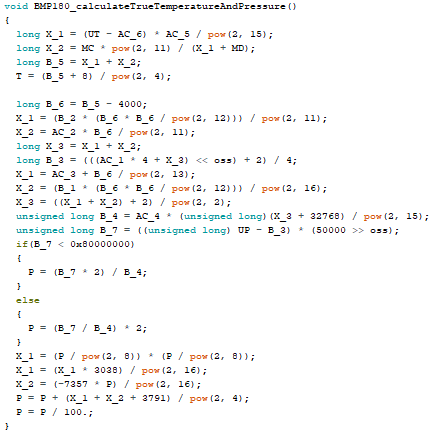 void BMP180_calculateTrueTemperatureAndPressure()
{
long X_1 = (UT - AC_6) * AC_5 / pow(2, 15);
long X_2 = MC * pow(2, 11) / (X_1 + MD);
long B_5 = X_1 + X_2;
T = (B_5 + 8) / pow(2, 4);
long B_6 = B_5 - 4000;
X_1 = (B_2 * (B_6 * B_6 / pow(2, 12))) / pow(2, 11);
X_2 = AC_2 * B_6 / pow(2, 11);
long X_3 = X_1 + X_2;
long B_3 = (((AC_1 * 4 + X_3) << oss) + 2) / 4;
X_1 = AC_3 * B_6 / pow(2, 13);
X_2 = (B_1 * (B_6 * B_6 / pow(2, 12))) / pow(2, 16);
X_3 = ((X_1 + X_2) + 2) / pow(2, 2);
unsigned long B_4 = AC_4 * (unsigned long)(X_3 + 32768) / pow(2, 15);
unsigned long B_7 = ((unsigned long) UP - B_3) * (50000 >> oss);
if(B_7 < 0x80000000)
{
P = (B_7 * 2) / B_4;
}
else
{
P = (B_7 / B_4) * 2;
}
X_1 = (P / pow(2, 8)) * (P / pow(2, 8));
X_1 = (X_1 * 3038) / pow(2, 16);
X_2 = (-7357 * P) / pow(2, 16);
P = P + (X_1 + X_2 + 3791) / pow(2, 4);
P = P / 100.;
}